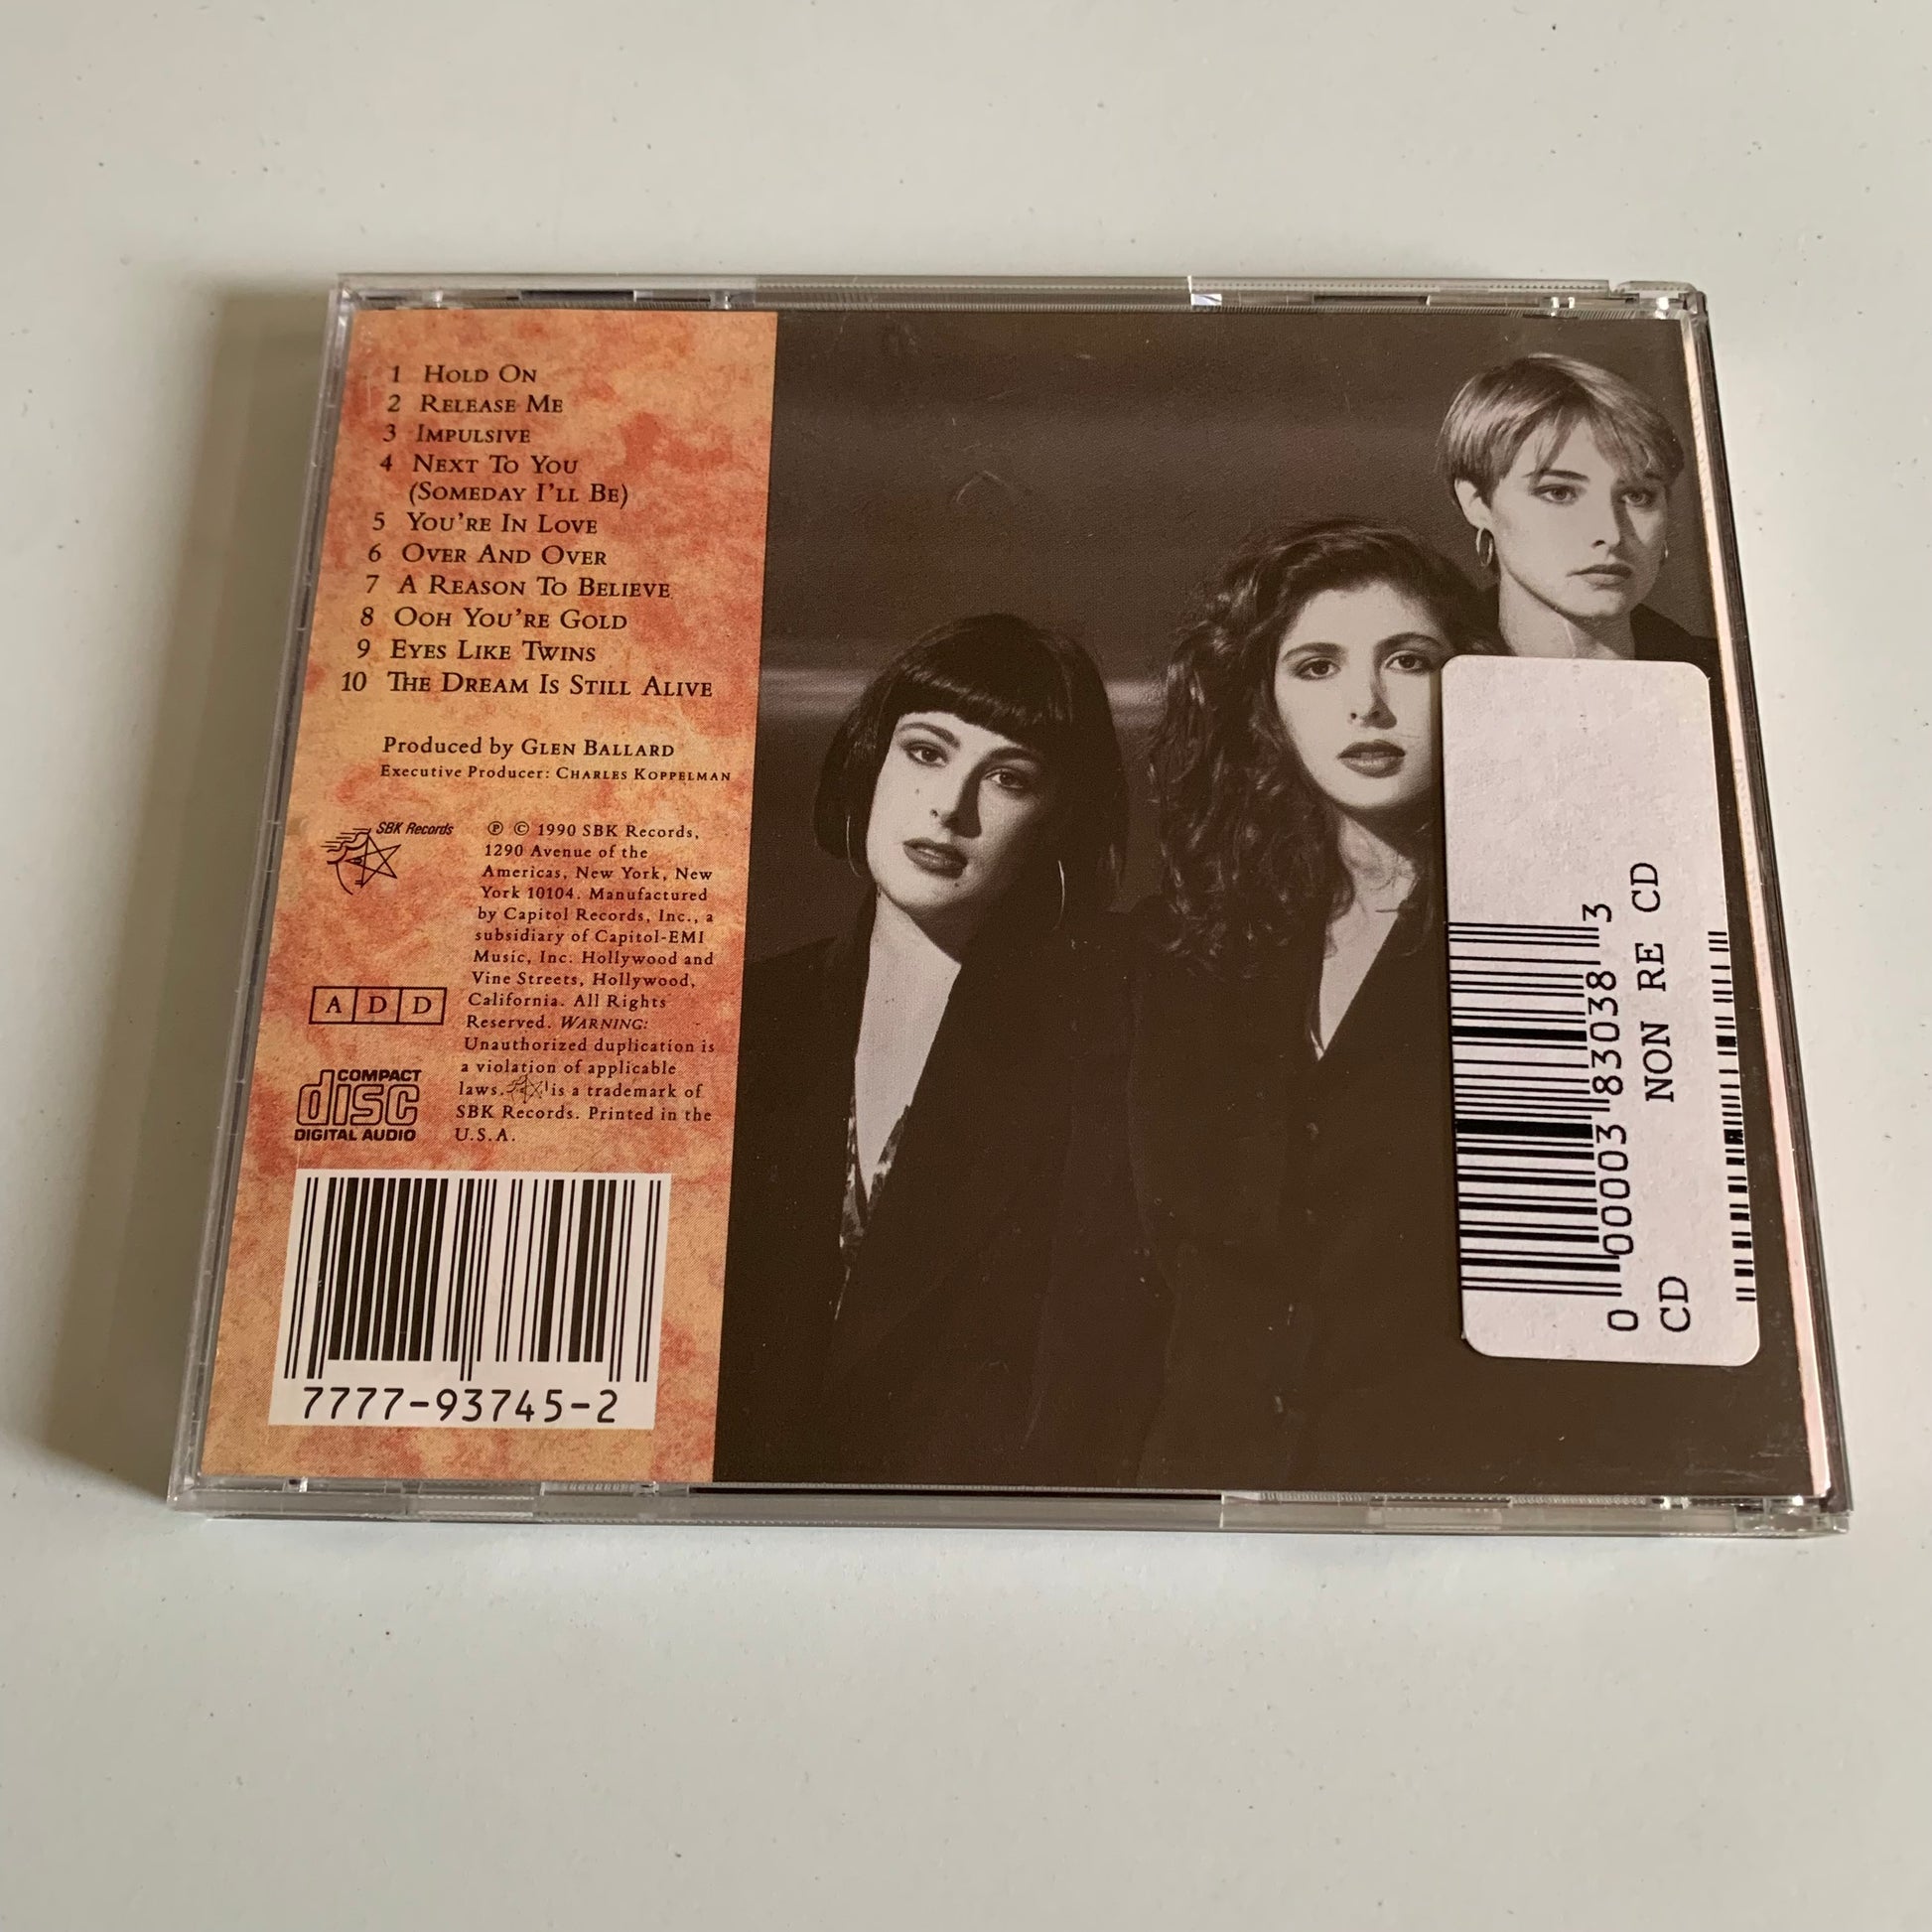 1 HOLD ON
2 RELEASE ME
3 IMPULSIVE
4 NEXT TO YOU
(SOMEDAY I'LL BE)
5 YOU'RE IN LOVE
6 OVER AND OVER
7 A REASON TO BELIEVE
8 OOH YOU'RE GOLD
9 EYES LIKE TWINS
10 THE DREAM IS STILL ALIVE
Produced by GLEN BALLARD
Executive Producer: CHARLES KOPPELMAN
SBK Records
℗ © 1990 SBK Records,
1290 Avenue of the
Americas, New York, New
York 10104. Manufactured
by Capitol Records, Inc., a
subsidiary of Capitol-EMI
Music, Inc. Hollywood and
Vine Streets, Hollywood,
California. All Rights
Reserved. WARNING:
Unauthorized duplication is
a violation of applicable
laws. is a trademark of
SBK Records. Printed in the
U.S.A.
A D D
COMPACT
disc
DIGITAL AUDIO
7777-93745-2
0 00003 83038 3
CD NON RE CD